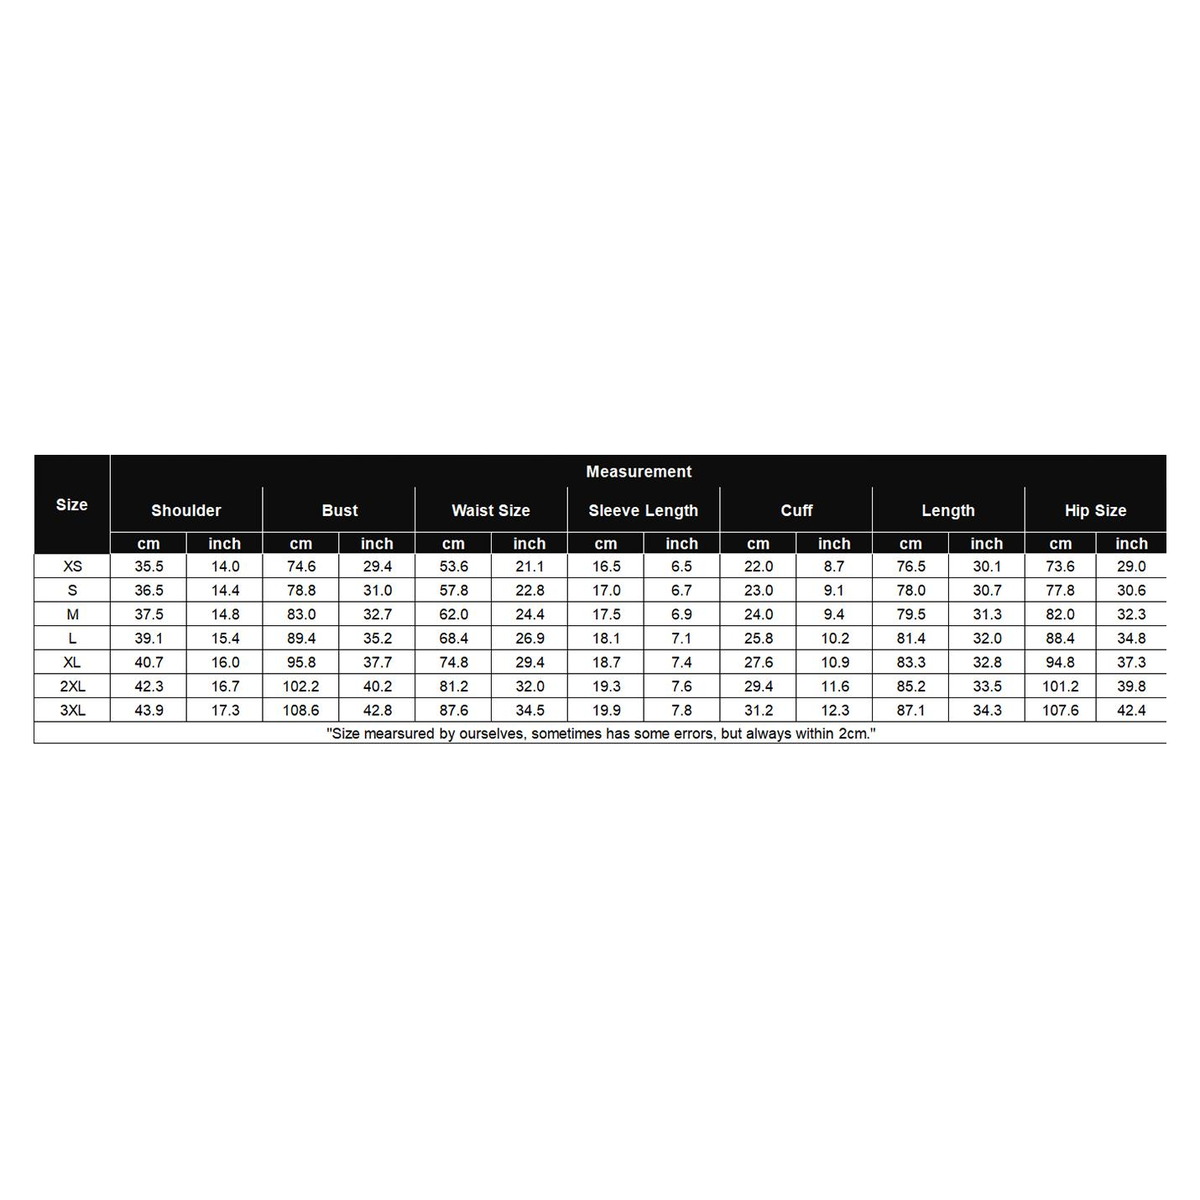 Measurement
Size Shoulder Bust Waist Size Sleeve Length Cuff Length Hip Size
cm inch cm inch cm inch cm inch cm inch cm inch cm inch
XS 35.5 14.0 74.6 29.4 53.6 21.1 16.5 6.5 22.0 8.7 76.5 30.1 73.6 29.0
S 36.5 14.4 78.8 31.0 57.8 22.8 17.0 6.7 23.0 9.1 78.0 30.7 77.8 30.6
M 37.5 14.8 83.0 32.7 62.0 24.4 17.5 6.9 24.0 9.4 79.5 31.3 82.0 32.3
L 39.1 15.4 89.4 35.2 68.4 26.9 18.1 7.1 25.8 10.2 81.4 32.0 88.4 34.8
XL 40.7 16.0 95.8 37.7 74.8 29.4 18.7 7.4 27.6 10.9 83.3 32.8 94.8 37.3
2XL 42.3 16.7 102.2 40.2 81.2 32.0 19.3 7.6 29.4 11.6 85.2 33.5 101.2 39.8
3XL 43.9 17.3 108.6 42.8 87.6 34.5 19.9 7.8 31.2 12.3 87.1 34.3 107.6 42.4
"Size mearsured by ourselves, sometimes has some errors, but always within 2cm."